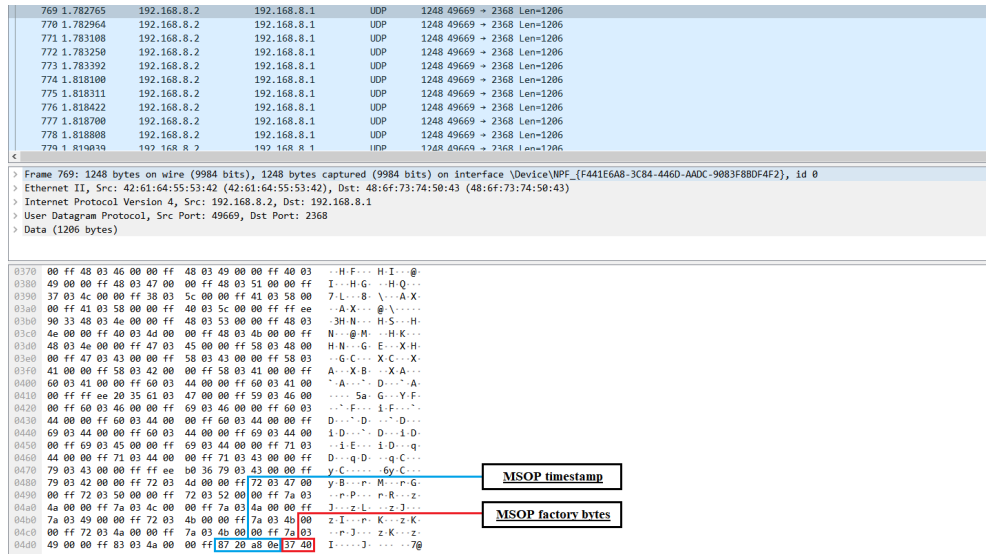 769 1.782765 192.168.8.2 192.168.8.1 UDP 1248 49669 → 2368 Len=1206
770 1.782964 192.168.8.2 192.168.8.1 UDP 1248 49669 → 2368 Len=1206
771 1.783108 192.168.8.2 192.168.8.1 UDP 1248 49669 → 2368 Len=1206
772 1.783250 192.168.8.2 192.168.8.1 UDP 1248 49669 → 2368 Len=1206
773 1.783392 192.168.8.2 192.168.8.1 UDP 1248 49669 → 2368 Len=1206
774 1.818100 192.168.8.2 192.168.8.1 UDP 1248 49669 → 2368 Len=1206
775 1.818311 192.168.8.2 192.168.8.1 UDP 1248 49669 → 2368 Len=1206
776 1.818422 192.168.8.2 192.168.8.1 UDP 1248 49669 → 2368 Len=1206
777 1.818700 192.168.8.2 192.168.8.1 UDP 1248 49669 → 2368 Len=1206
778 1.818808 192.168.8.2 192.168.8.1 UDP 1248 49669 → 2368 Len=1206
779 1.819039 192.168.8.2 192.168.8.1 UDP 1248 49669 → 2368 Len=1206
> Frame 769: 1248 bytes on wire (9984 bits), 1248 bytes captured (9984 bits) on interface \Device\NPF_{F441E6A8-3C84-446D-AADC-9083F8BDF4F2}, id 0
> Ethernet II, Src: 42:61:64:55:53:42 (42:61:64:55:53:42), Dst: 48:6f:73:74:50:43 (48:6f:73:74:50:43)
> Internet Protocol Version 4, Src: 192.168.8.2, Dst: 192.168.8.1
> User Datagram Protocol, Src Port: 49669, Dst Port: 2368
> Data (1206 bytes)
0370 00 ff 48 03 46 00 00 ff 48 03 49 00 00 ff 40 03 ··H·F··· H·I···@·
0380 49 00 00 ff 48 03 47 00 00 ff 48 03 51 00 00 ff I···H·G· ··H·Q···
0390 37 03 4c 00 00 ff 38 03 5c 00 00 ff 41 03 58 00 7·L···8· \···A·X·
03a0 00 ff 41 03 58 00 00 ff 40 03 5c 00 00 ff ff ee ··A·X··· @·\·····
03b0 90 33 48 03 4e 00 00 ff 48 03 53 00 00 ff 48 03 ·3H·N··· H·S···H·
03c0 4e 00 00 ff 40 03 4d 00 00 ff 48 03 4b 00 00 ff N···@·M· ··H·K···
03d0 48 03 4e 00 00 ff 47 03 45 00 00 ff 58 03 48 00 H·N···G· E···X·H·
03e0 00 ff 47 03 43 00 00 ff 58 03 43 00 00 ff 58 03 ··G·C··· X·C···X·
03f0 41 00 00 ff 58 03 42 00 00 ff 58 03 41 00 00 ff A···X·B· ··X·A···
0400 60 03 41 00 00 ff 60 03 44 00 00 ff 60 03 41 00 `·A···`· D···`·A·
0410 00 ff ff ee 20 35 61 03 47 00 00 ff 59 03 46 00 ···· 5a· G···Y·F·
0420 00 ff 60 03 46 00 00 ff 69 03 46 00 00 ff 60 03 ··`·F··· i·F···`·
0430 44 00 00 ff 60 03 44 00 00 ff 60 03 44 00 00 ff D···`·D· ··`·D···
0440 69 03 44 00 00 ff 60 03 44 00 00 ff 69 03 44 00 i·D···`· D···i·D·
0450 00 ff 69 03 45 00 00 ff 69 03 44 00 00 ff 71 03 ··i·E··· i·D···q·
0460 44 00 00 ff 71 03 44 00 00 ff 71 03 43 00 00 ff D···q·D· ··q·C···
0470 79 03 43 00 00 ff ff ee b0 36 79 03 43 00 00 ff y·C····· ·6y·C···
0480 79 03 42 00 00 ff 72 03 4d 00 00 ff 72 03 47 00 y·B···r· M···r·G·
MSOP timestamp
0490 00 ff 72 03 50 00 00 ff 72 03 52 00 00 ff 7a 03 ··r·P··· r·R···z·
04a0 4a 00 00 ff 7a 03 4c 00 00 ff 7a 03 4a 00 00 ff J···z·L· ··z·J···
MSOP factory bytes
04b0 7a 03 49 00 00 ff 72 03 4b 00 00 ff 7a 03 4b 00 z·I···r· K···z·K·
04c0 00 ff 72 03 4a 00 00 ff 7a 03 4b 00 00 ff 7a 03 ··r·J··· z·K···z·
04d0 49 00 00 ff 83 03 4a 00 00 ff 87 20 a8 0e 37 40 I·····J· ··· ··7@